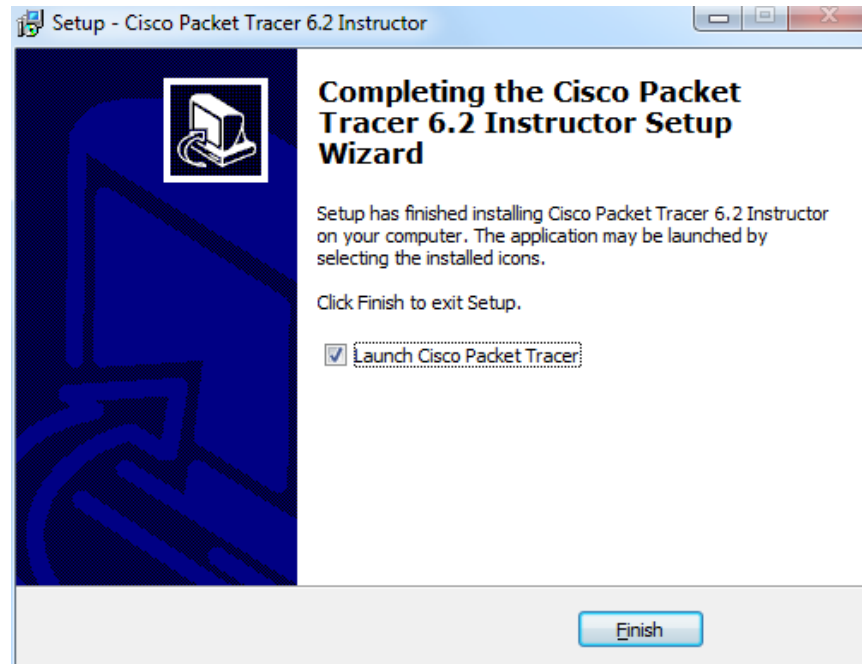 Setup - Cisco Packet Tracer 6.2 Instructor
Completing the Cisco Packet
Tracer 6.2 Instructor Setup
Wizard
Setup has finished installing Cisco Packet Tracer 6.2 Instructor
on your computer. The application may be launched by
selecting the installed icons.
Click Finish to exit Setup.
Launch Cisco Packet Tracer
Finish